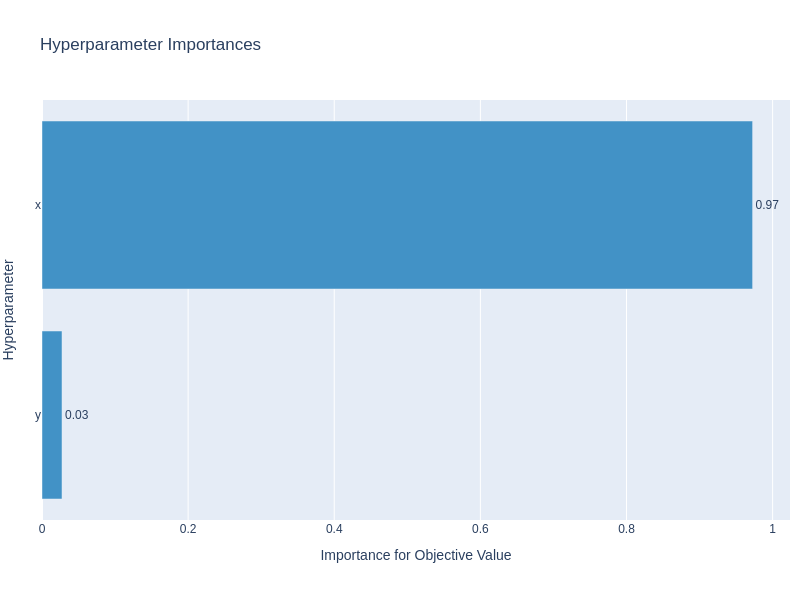 Hyperparameter Importances
Hyperparameter
x
0.97
y
0.03
0
0.2
0.4
0.6
0.8
1
Importance for Objective Value